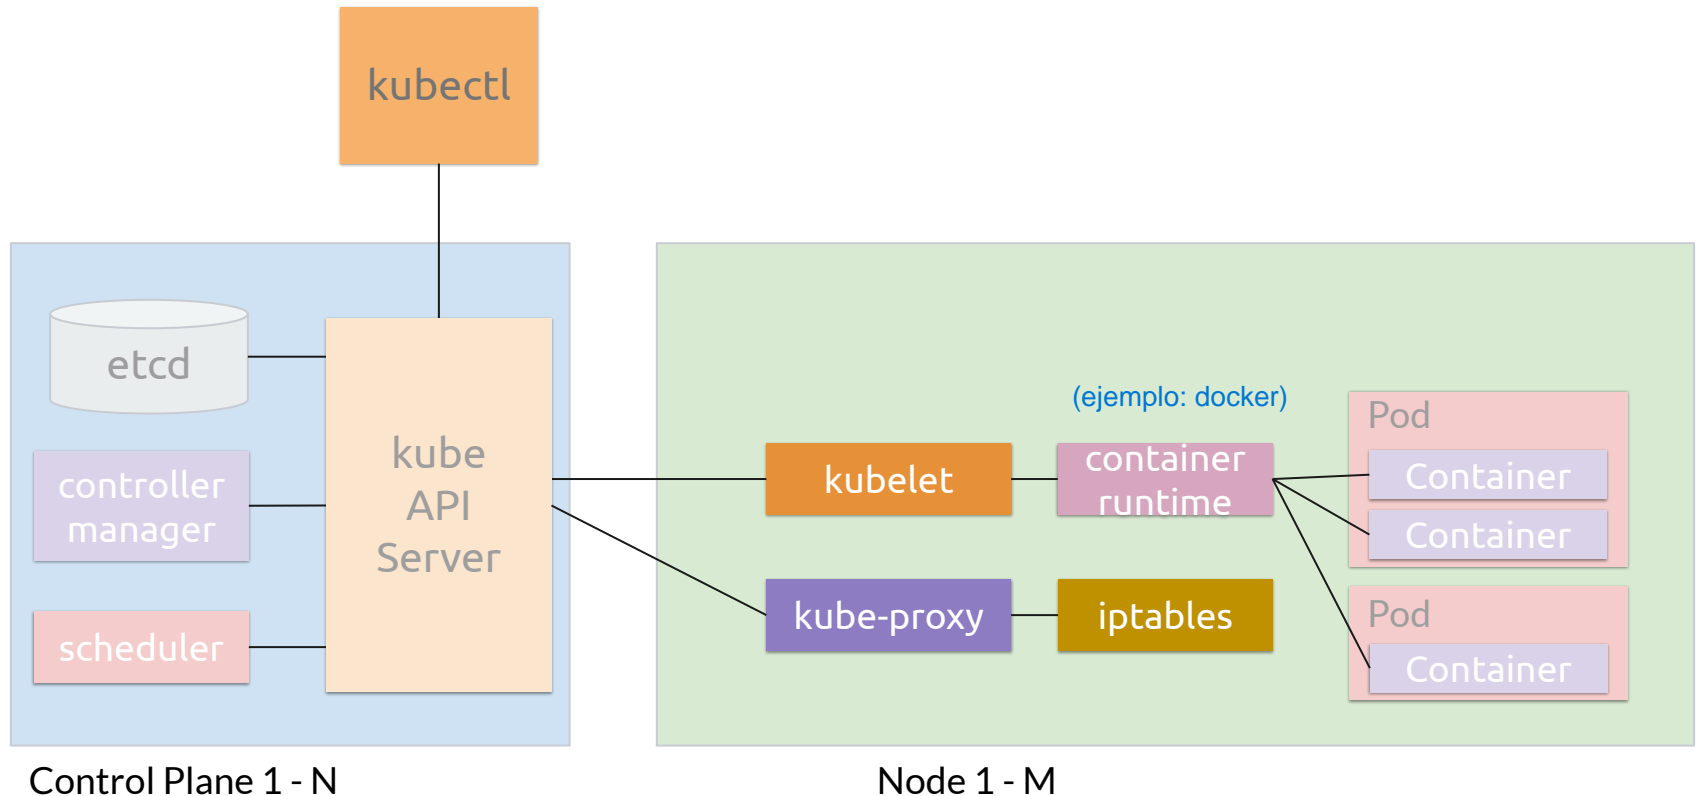 kubectl
etcd
controller
manager
scheduler
kube
API
Server
(ejemplo: docker)
kubelet
container
runtime
kube-proxy
iptables
Pod
Container
Container
Pod
Container
Control Plane 1 - N
Node 1 - M